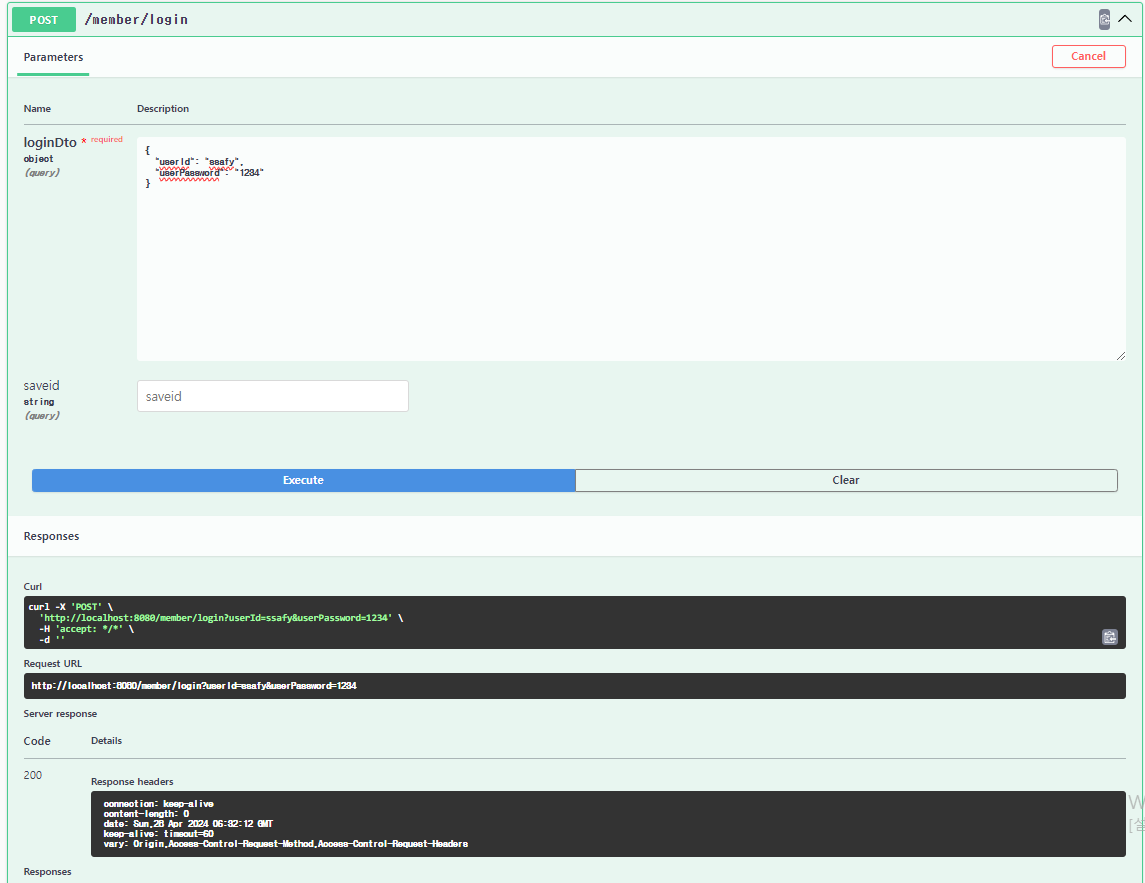 POST /member/login
Parameters
Cancel
Name Description
loginDto * required
object
(query)
{
"userId": "ssafy",
"userPassword": "1234"
}
saveid
string
(query)
saveid
Execute Clear
Responses
Curl
curl -X 'POST' \
'http://localhost:8080/member/login?userId=ssafy&userPassword=1234' \
-H 'accept: */*' \
-d ''
Request URL
http://localhost:8080/member/login?userId=ssafy&userPassword=1234
Server response
Code Details
200
Response headers
connection: keep-alive
content-length: 0
date: Sun,28 Apr 2024 06:32:12 GMT
keep-alive: timeout=60
vary: Origin,Access-Control-Request-Method,Access-Control-Request-Headers
W
[설
Responses